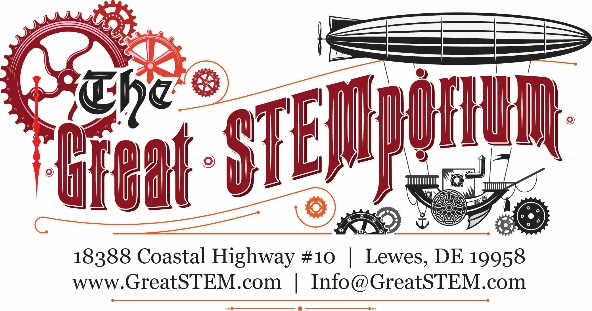 The
Great STEMporium
18388 Coastal Highway #10 | Lewes, DE 19958
www.GreatSTEM.com | Info@GreatSTEM.com